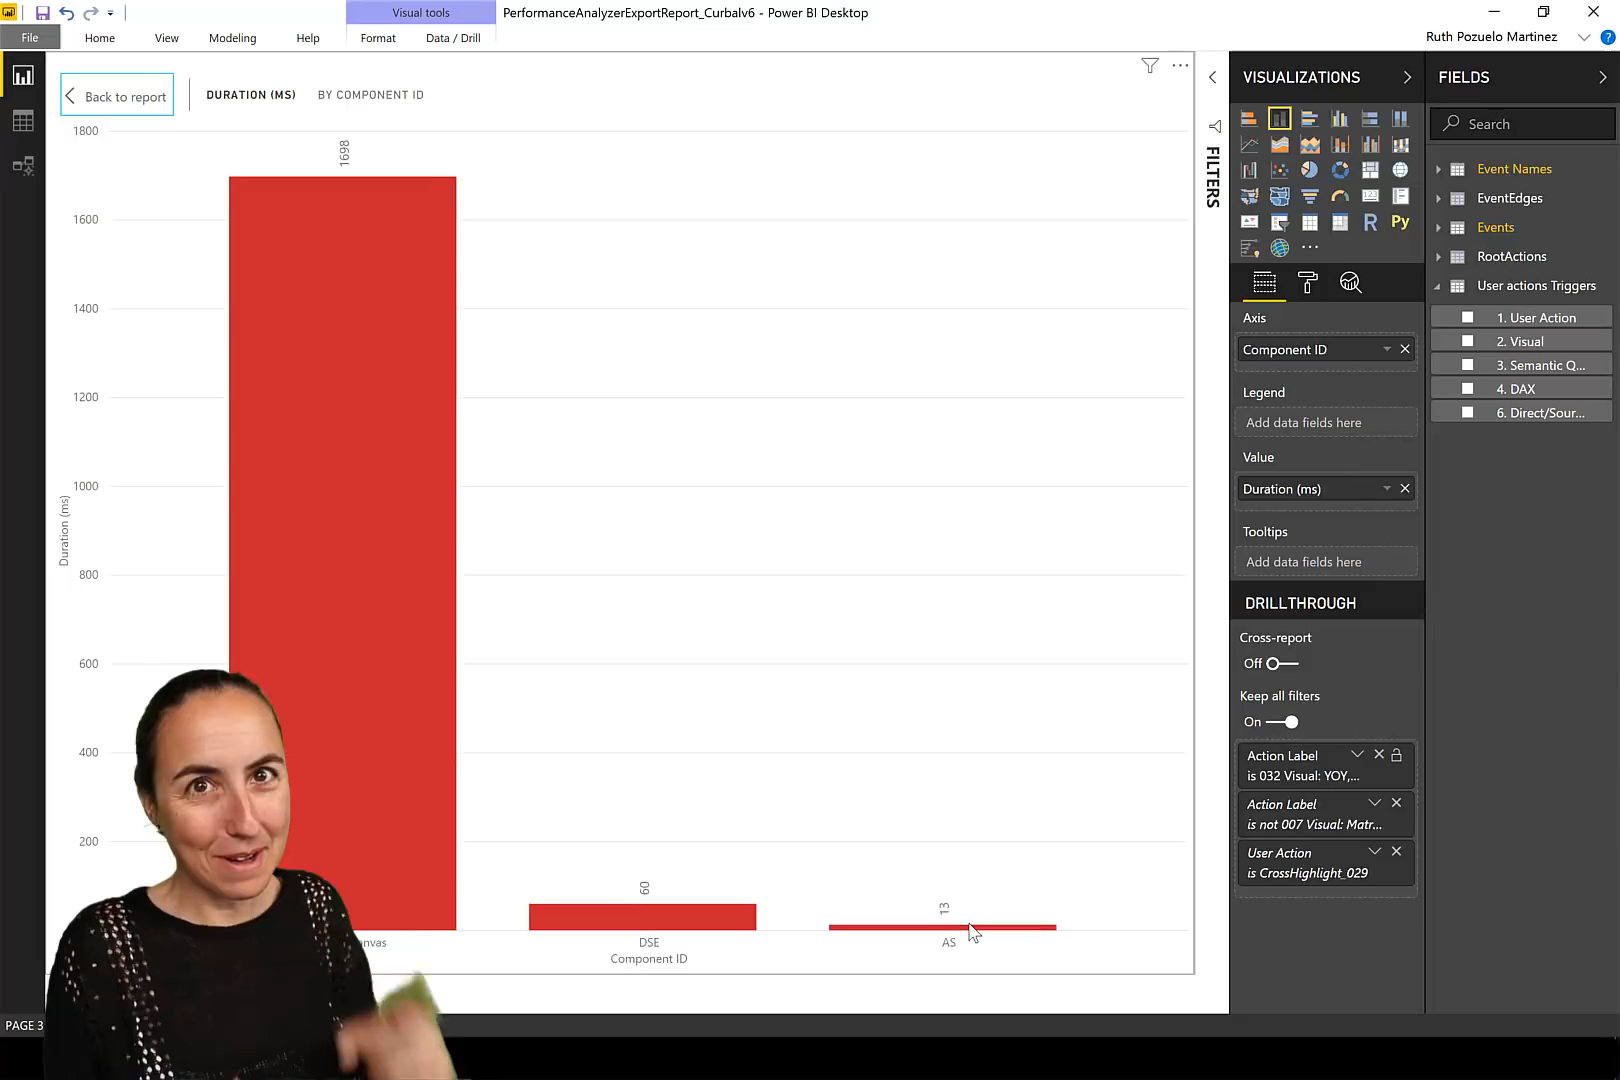 Visual tools
PerformanceAnalyzerExportReport_Curbalv6 - Power BI Desktop
File
Home
View
Modeling
Help
Format
Data / Drill
Ruth Pozuelo Martinez
?
Back to report
DURATION (MS)
BY COMPONENT ID
1800
1600
1400
1200
1000
800
600
400
200
Duration (ms)
1698
60
13
anvas
DSE
AS
Component ID
PAGE 3
FILTERS
VISUALIZATIONS
R
Py
123
Axis
Component ID
Legend
Add data fields here
Value
Duration (ms)
Tooltips
Add data fields here
DRILLTHROUGH
Cross-report
Off
Keep all filters
On
Action Label
is 032 Visual: YOY,...
Action Label
is not 007 Visual: Matr...
User Action
is CrossHighlight_029
FIELDS
Search
Event Names
EventEdges
Events
RootActions
User actions Triggers
1. User Action
2. Visual
3. Semantic Q...
4. DAX
6. Direct/Sour...